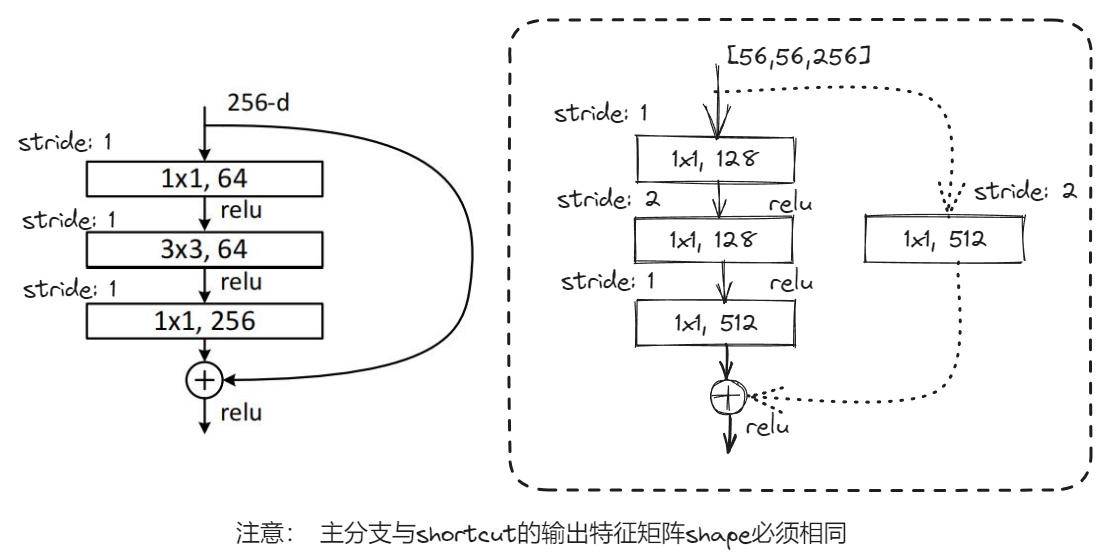 256-d
stride: 1
1x1, 64
relu
stride: 1
3x3, 64
relu
stride: 1
1x1, 256
relu
[56,56,256]
stride: 1
1x1, 128
relu
stride: 2
1x1, 128
relu
stride: 1
1x1, 512
relu
stride: 2
1x1, 512
注意： 主分支与shortcut的输出特征矩阵shape必须相同